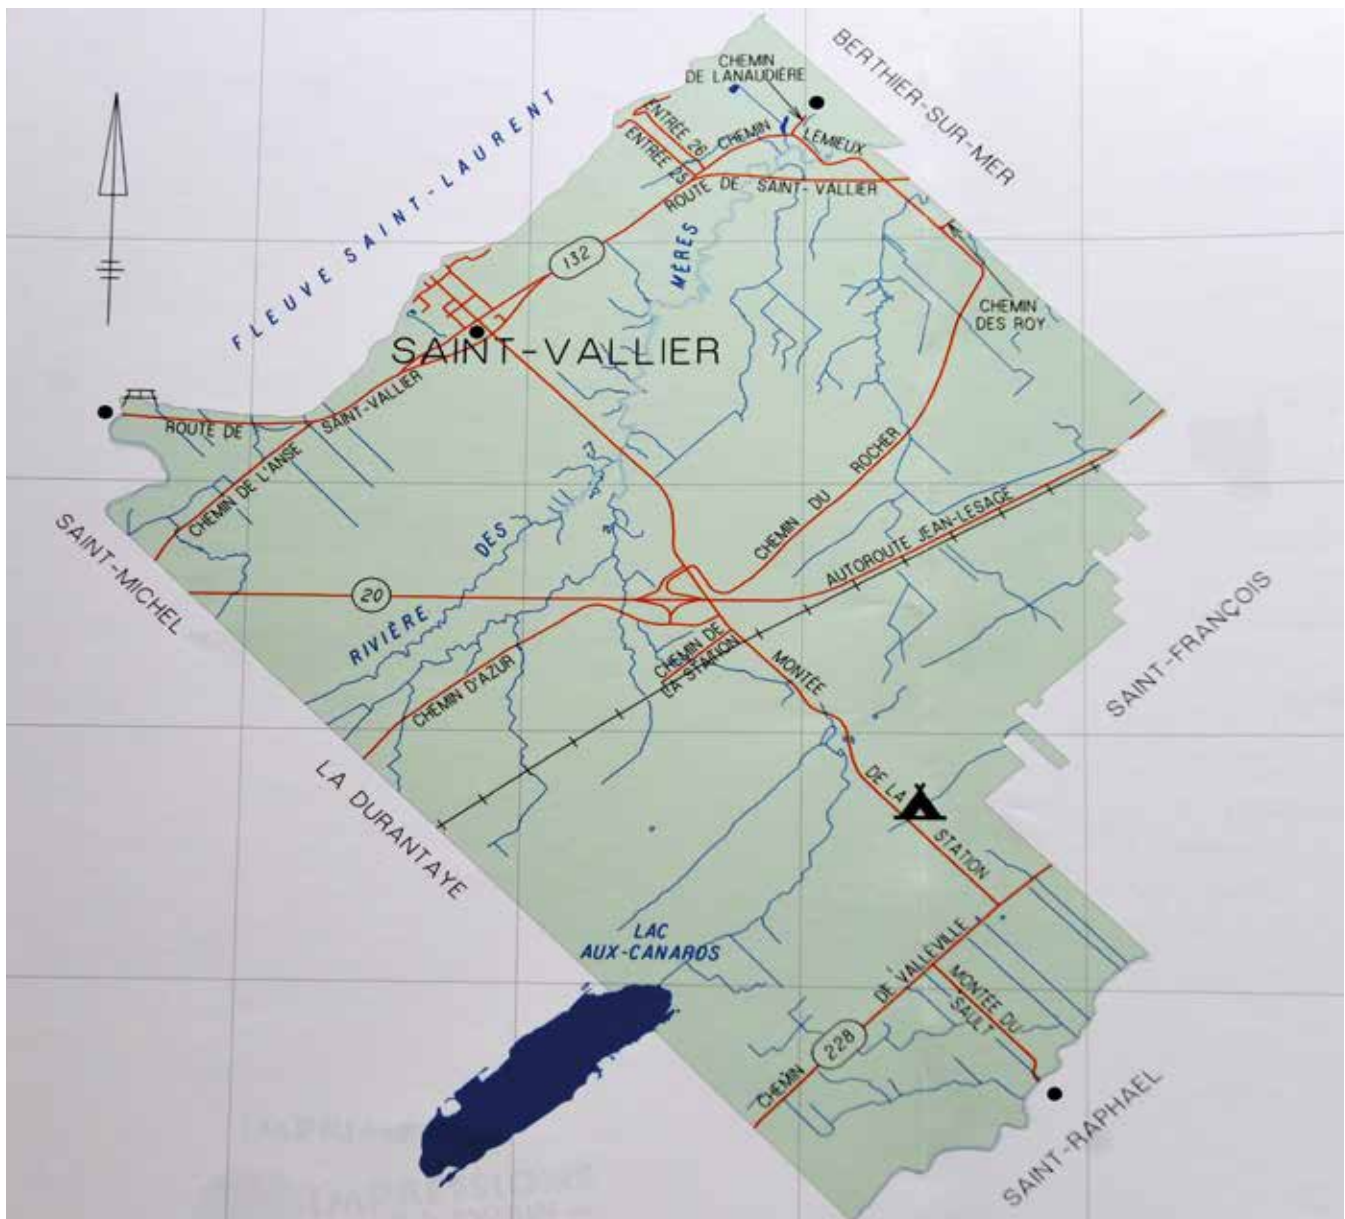 BERTHIER-SUR-MER
CHEMIN
DE LANAUDIÈRE
ENTRÉE 26
ENTRÉE 25
CHEMIN LEMIEUX
ROUTE DE SAINT-VALLIER
FLEUVE SAINT-LAURENT
132
MÈRES
CHEMIN
DES ROY
SAINT-VALLIER
ROUTE DE SAINT-VALLIER
CHEMIN DE L'ANSE
CHEMIN DU ROCHER
SAINT-MICHEL
RIVIÈRE DES
AUTOROUTE JEAN-LESAGE
20
SAINT-FRANÇOIS
CHEMIN D'AZUR
CHEMIN DE
LA STATION
MONTÉE DE LA STATION
LA DURANTAYE
LAC
AUX-CANARDS
CHEMIN DE VALLÉVILLE
228
MONTÉE DU
SAULT
SAINT-RAPHAEL